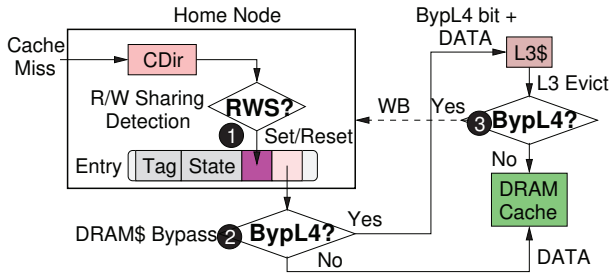 Home Node
BypL4 bit +
DATA
Cache
Miss
CDir
L3$
R/W Sharing
Detection
RWS?
L3 Evict
WB
Yes
1
Set/Reset
3
BypL4?
Entry
Tag
State
No
DRAM
Cache
DRAM$ Bypass
2
BypL4?
Yes
No
DATA